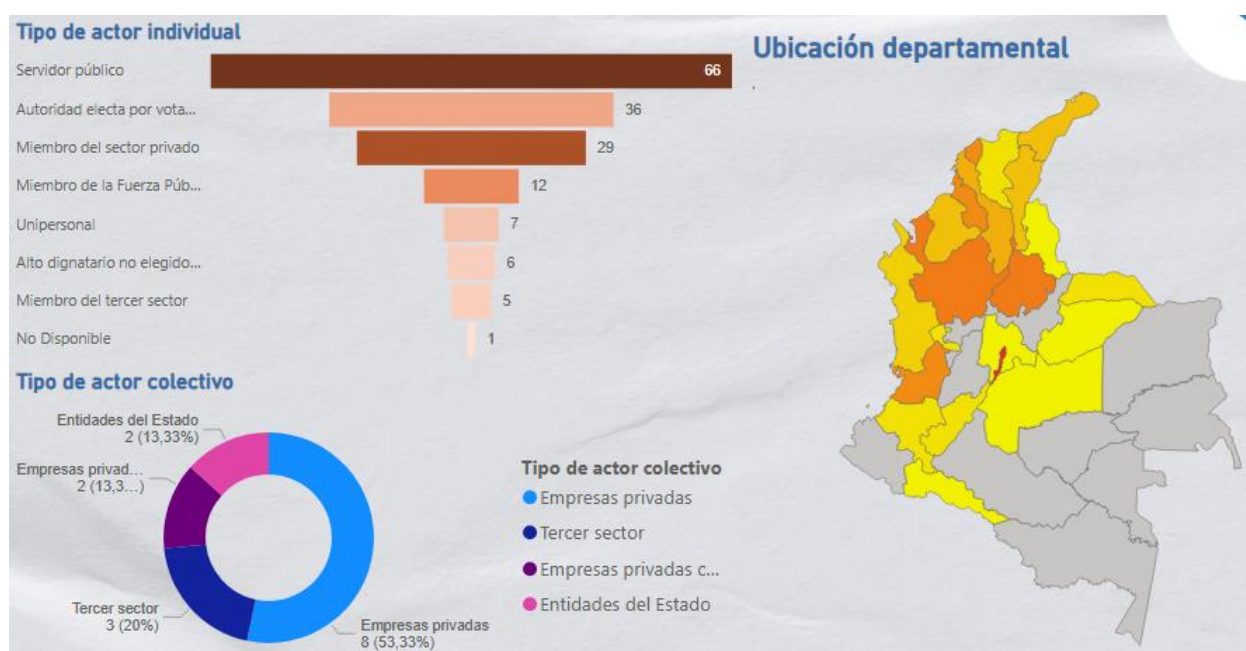 Tipo de actor individual
Servidor público
66
Autoridad electa por vota...
36
Miembro del sector privado
29
Miembro de la Fuerza Púb...
12
Unipersonal
7
Alto dignatario no elegido...
6
Miembro del tercer sector
5
No Disponible
1
Ubicación departamental
Tipo de actor colectivo
Entidades del Estado
2 (13,33%)
Empresas privad...
2 (13,3...)
Tercer sector
3 (20%)
Empresas privadas
8 (53,33%)
Tipo de actor colectivo
Empresas privadas
Tercer sector
Empresas privadas c...
Entidades del Estado